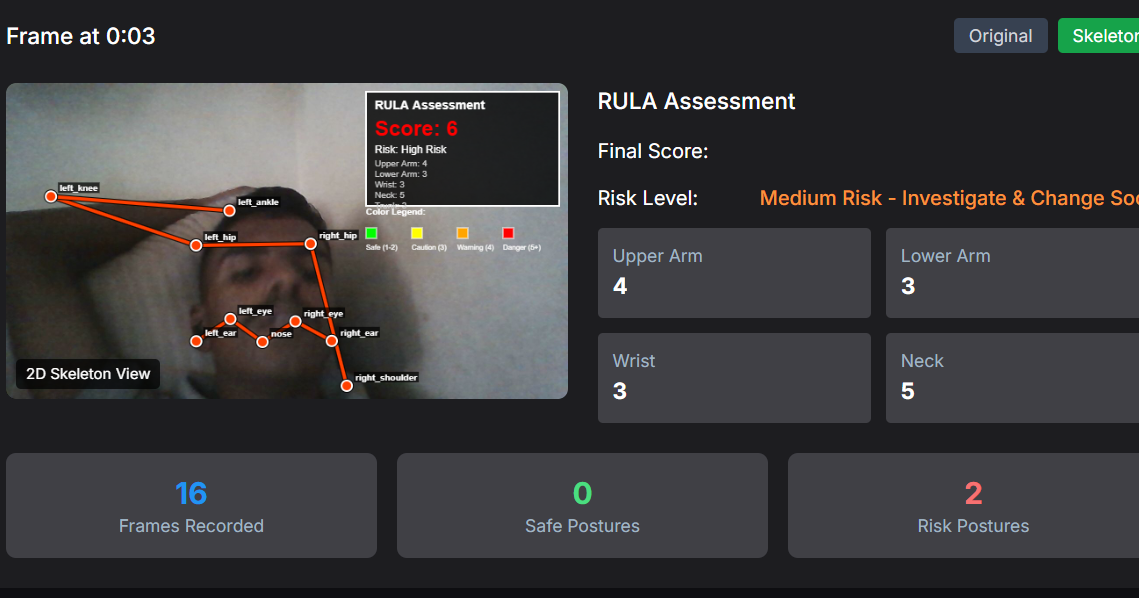 Frame at 0:03
Original
Skeleton
RULA Assessment
Score: 6
Risk: High Risk
Upper Arm: 4
Lower Arm: 3
Wrist: 3
Neck: 5
Color Legend:
Safe (1-2)
Caution (3)
Warning (4)
Danger (5+)
left_knee
left_ankle
left_hip
right_hip
left_eye
right_eye
left_ear
nose
right_ear
right_shoulder
2D Skeleton View
RULA Assessment
Final Score:
Risk Level:
Medium Risk - Investigate & Change Soo
Upper Arm
4
Lower Arm
3
Wrist
3
Neck
5
16
Frames Recorded
0
Safe Postures
2
Risk Postures